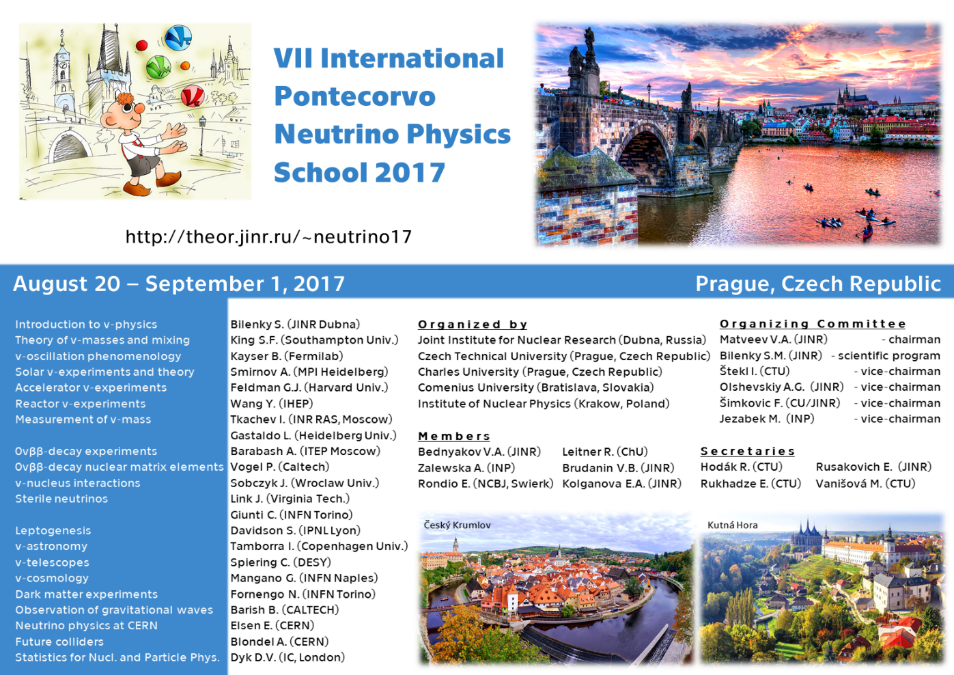 VII International
Pontecorvo
Neutrino Physics
School 2017
http://theor.jinr.ru/~neutrino17
August 20 – September 1, 2017
Prague, Czech Republic
Introduction to ν-physics Bilenky S. (JINR Dubna)
Theory of ν-masses and mixing King S.F. (Southampton Univ.)
ν-oscillation phenomenology Kayser B. (Fermilab)
Solar ν-experiments and theory Smirnov A. (MPI Heidelberg)
Accelerator ν-experiments Feldman G.J. (Harvard Univ.)
Reactor ν-experiments Wang Y. (IHEP)
Measurement of ν-mass Tkachev I. (INR RAS, Moscow)
Gastaldo L. (Heidelberg Univ.)
0νββ-decay experiments Barabash A. (ITEP Moscow)
0νββ-decay nuclear matrix elements Vogel P. (Caltech)
ν-nucleus interactions Sobczyk J. (Wroclaw Univ.)
Sterile neutrinos Link J. (Virginia Tech.)
Giunti C. (INFN Torino)
Leptogenesis Davidson S. (IPNL Lyon)
ν-astronomy Tamborra I. (Copenhagen Univ.)
ν-telescopes Spiering C. (DESY)
ν-cosmology Mangano G. (INFN Naples)
Dark matter experiments Fornengo N. (INFN Torino)
Observation of gravitational waves Barish B. (CALTECH)
Neutrino physics at CERN Elsen E. (CERN)
Future colliders Blondel A. (CERN)
Statistics for Nucl. and Particle Phys. Dyk D.V. (IC, London)
Organized by
Joint Institute for Nuclear Research (Dubna, Russia)
Czech Technical University (Prague, Czech Republic)
Charles University (Prague, Czech Republic)
Comenius University (Bratislava, Slovakia)
Institute of Nuclear Physics (Krakow, Poland)
Organizing Committee
Matveev V.A. (JINR) - chairman
Bilenky S.M. (JINR) - scientific program
Štekl I. (CTU) - vice-chairman
Olshevskiy A.G. (JINR) - vice-chairman
Šimkovic F. (CU/JINR) - vice-chairman
Jezabek M. (INP) - vice-chairman
Members
Bednyakov V.A. (JINR) Leitner R. (ChU)
Zalewska A. (INP) Brudanin V.B. (JINR)
Rondio E. (NCBJ, Swierk) Kolganova E.A. (JINR)
Secretaries
Hodák R. (CTU) Rusakovich E. (JINR)
Rukhadze E. (CTU) Vanišová M. (CTU)
Český Krumlov
Kutná Hora